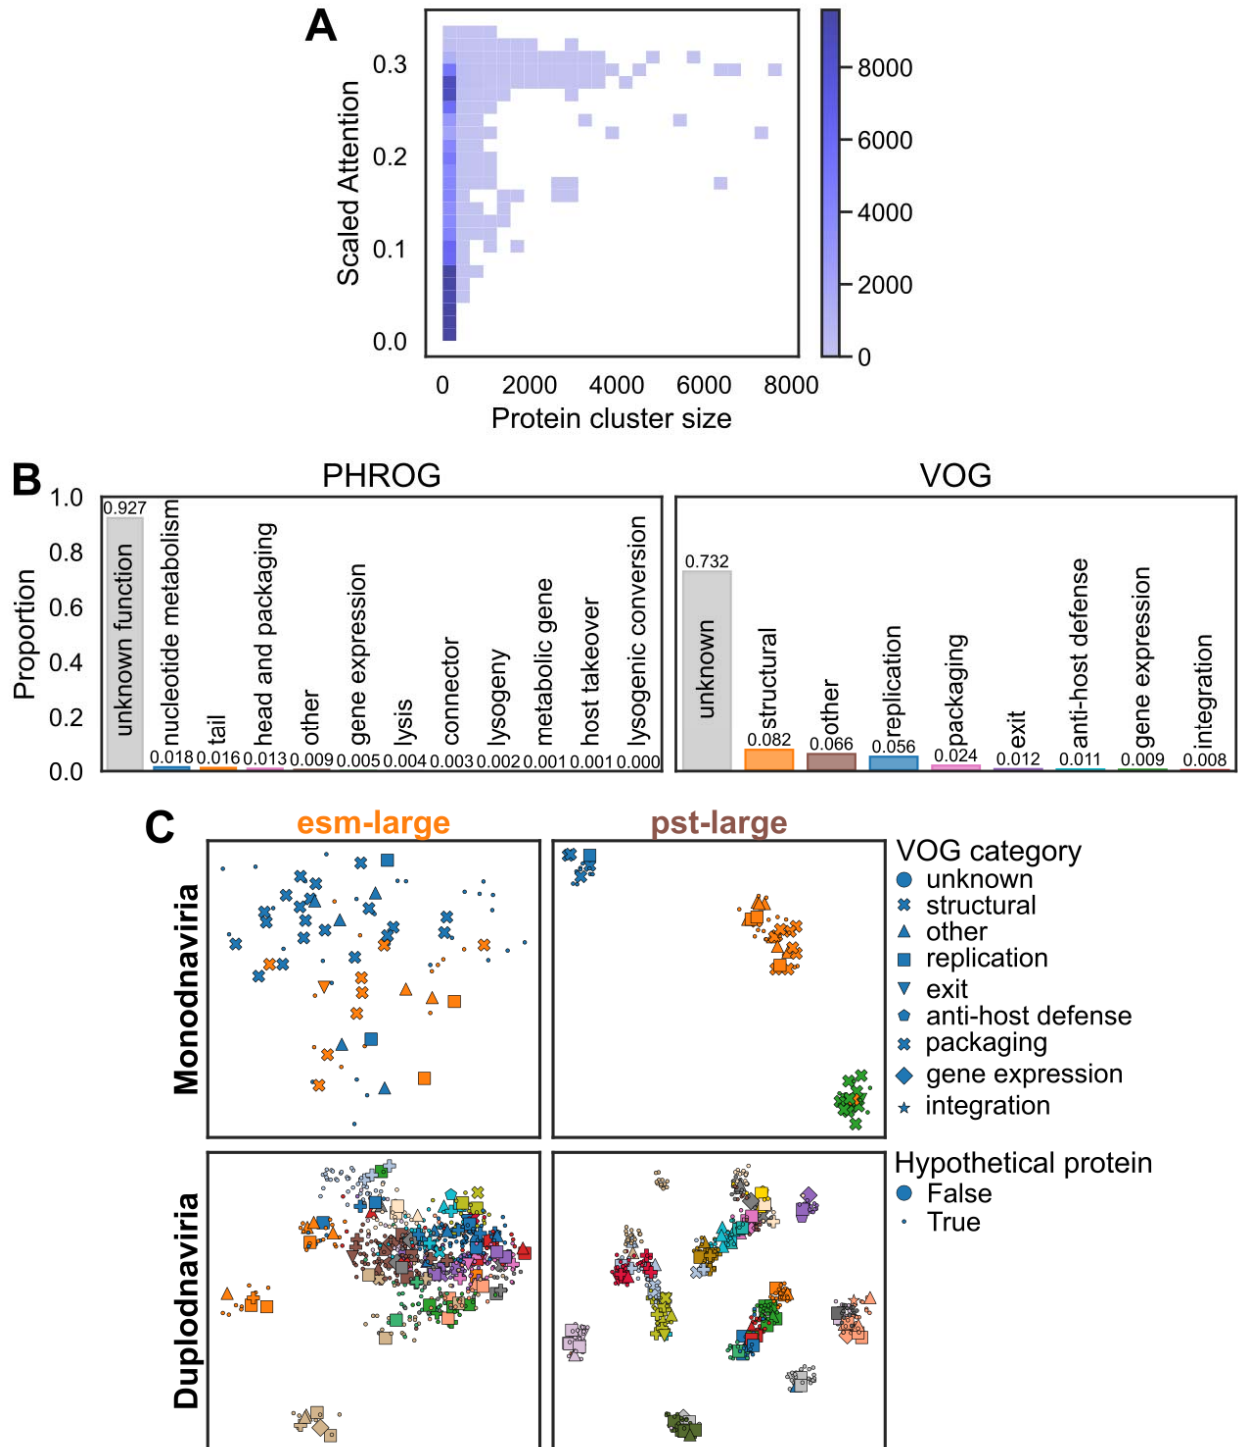 A
Scaled Attention
0.3
0.2
0.1
0.0
0
2000
4000
6000
8000
Protein cluster size
8000
6000
4000
2000
0
B
PHROG
VOG
Proportion
1.0
0.8
0.6
0.4
0.2
0.0
0.927
unknown function
0.018
nucleotide metabolism
0.016
tail
0.013
head and packaging
0.009
other
0.005
gene expression
0.004
lysis
0.003
connector
0.002
lysogeny
0.001
metabolic gene
0.001
host takeover
0.000
lysogenic conversion
0.732
unknown
0.082
structural
0.066
other
0.056
replication
0.024
packaging
0.012
exit
0.011
anti-host defense
0.009
gene expression
0.008
integration
C
esm-large
pst-large
Monodnaviria
Duplodnaviria
VOG category
unknown
structural
other
replication
exit
anti-host defense
packaging
gene expression
integration
Hypothetical protein
False
True